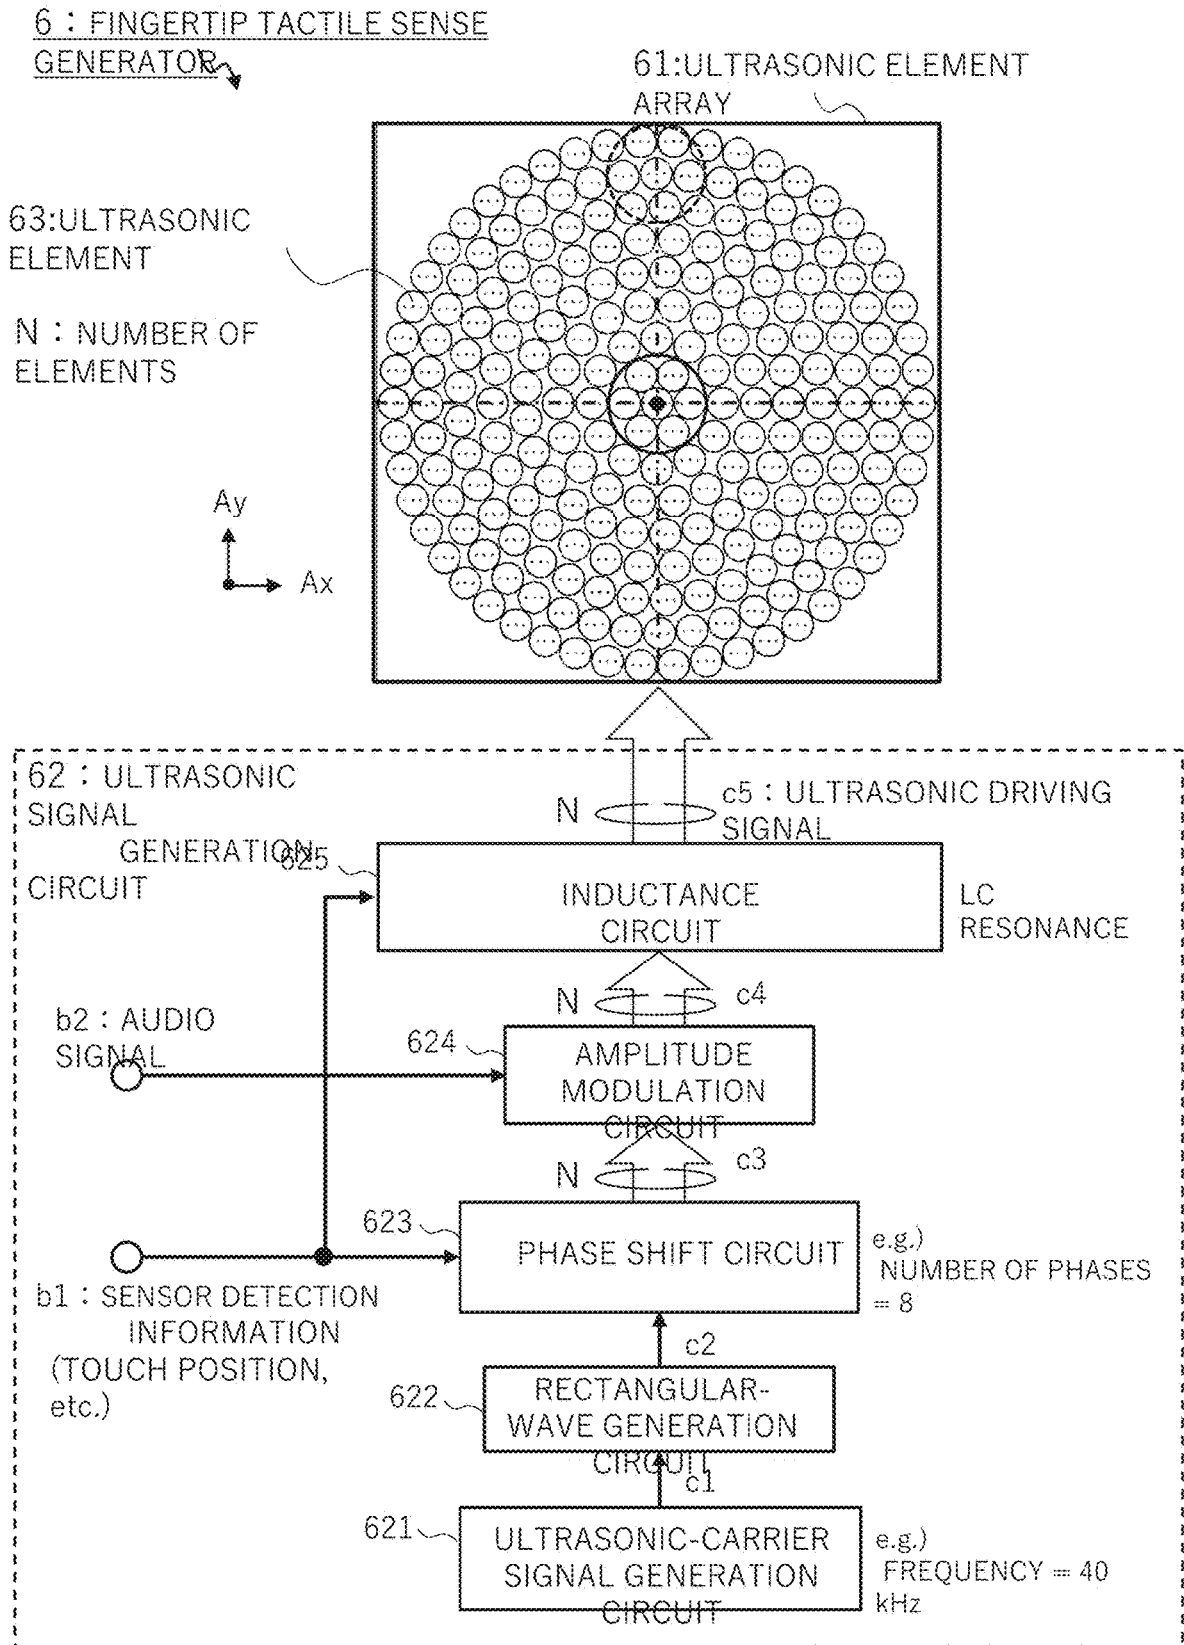 6 : FINGERTIP TACTILE SENSE
GENERATOR
61:ULTRASONIC ELEMENT
ARRAY
63:ULTRASONIC
ELEMENT
N : NUMBER OF
ELEMENTS
Ay
Ax
62 : ULTRASONIC
SIGNAL
GENERATION
CIRCUIT
N
c5 : ULTRASONIC DRIVING
SIGNAL
625
INDUCTANCE
CIRCUIT
LC
RESONANCE
N
c4
b2 : AUDIO
SIGNAL
624
AMPLITUDE
MODULATION
CIRCUIT
N
c3
623
PHASE SHIFT CIRCUIT
e.g.)
NUMBER OF PHASES
= 8
b1 : SENSOR DETECTION
INFORMATION
(TOUCH POSITION,
etc.)
c2
622
RECTANGULAR-
WAVE GENERATION
CIRCUIT
c1
621
ULTRASONIC-CARRIER
SIGNAL GENERATION
CIRCUIT
e.g.)
FREQUENCY = 40
kHz